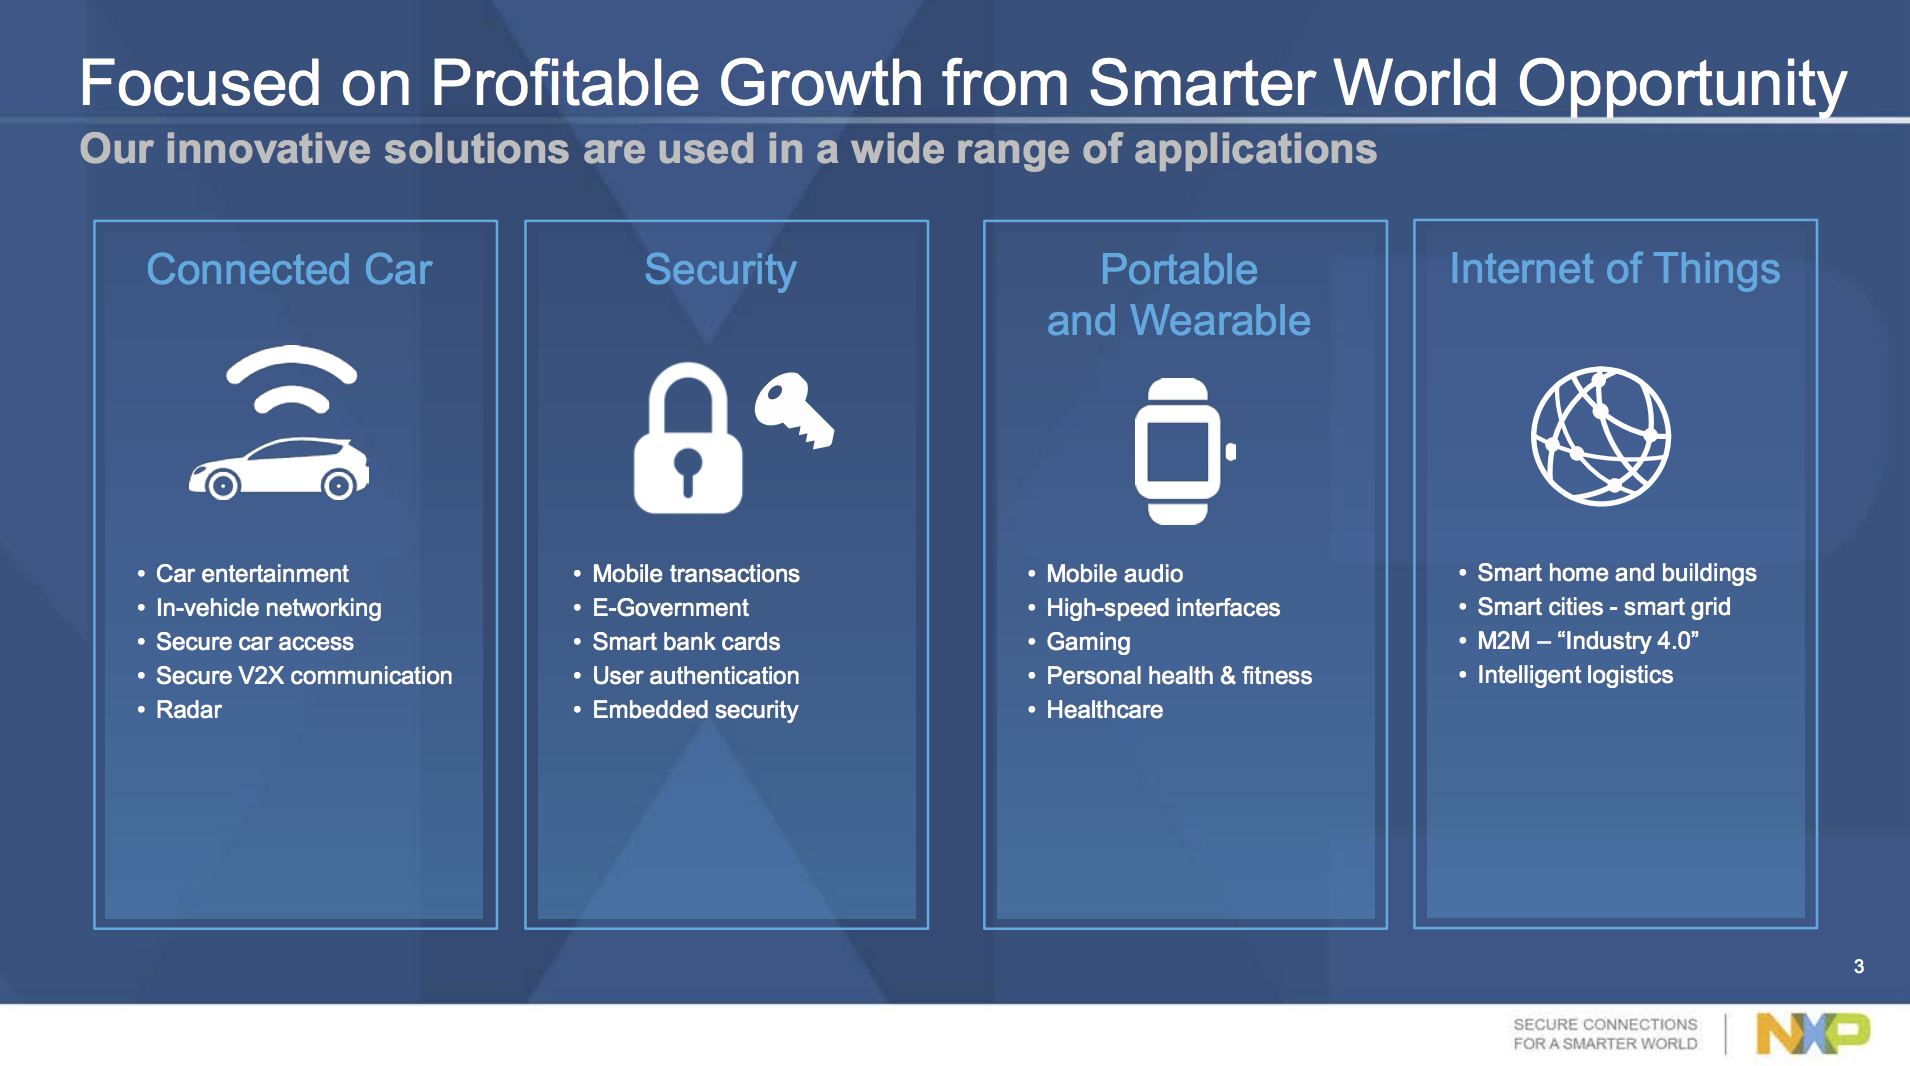 Focused on Profitable Growth from Smarter World Opportunity
Our innovative solutions are used in a wide range of applications
Connected Car
• Car entertainment
• In-vehicle networking
• Secure car access
• Secure V2X communication
• Radar
Security
• Mobile transactions
• E-Government
• Smart bank cards
• User authentication
• Embedded security
Portable
and Wearable
• Mobile audio
• High-speed interfaces
• Gaming
• Personal health & fitness
• Healthcare
Internet of Things
• Smart home and buildings
• Smart cities - smart grid
• M2M – “Industry 4.0”
• Intelligent logistics
3
SECURE CONNECTIONS
FOR A SMARTER WORLD
NXP